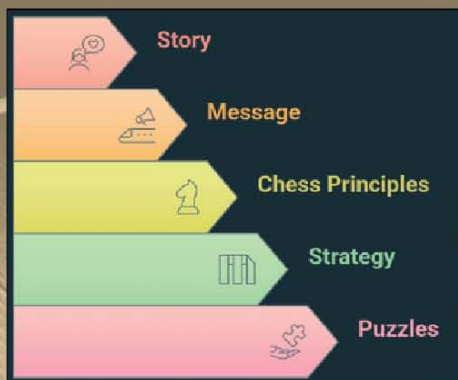 Story
Message
Chess Principles
Strategy
Puzzles